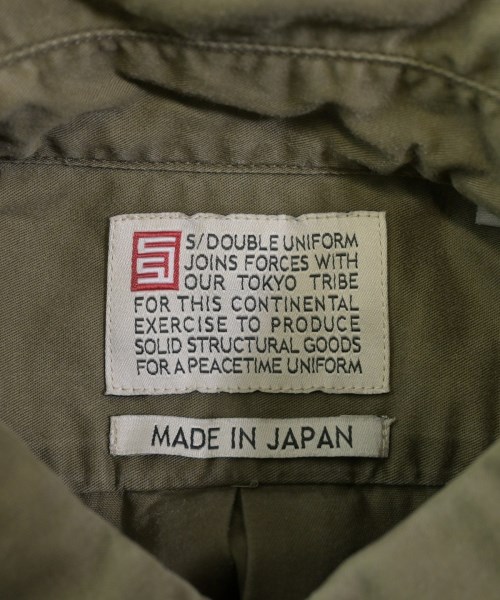 S/DOUBLE UNIFORM
JOINS FORCES WITH
OUR TOKYO TRIBE
FOR THIS CONTINENTAL
EXERCISE TO PRODUCE
SOLID STRUCTURAL GOODS
FOR A PEACETIME UNIFORM
MADE IN JAPAN